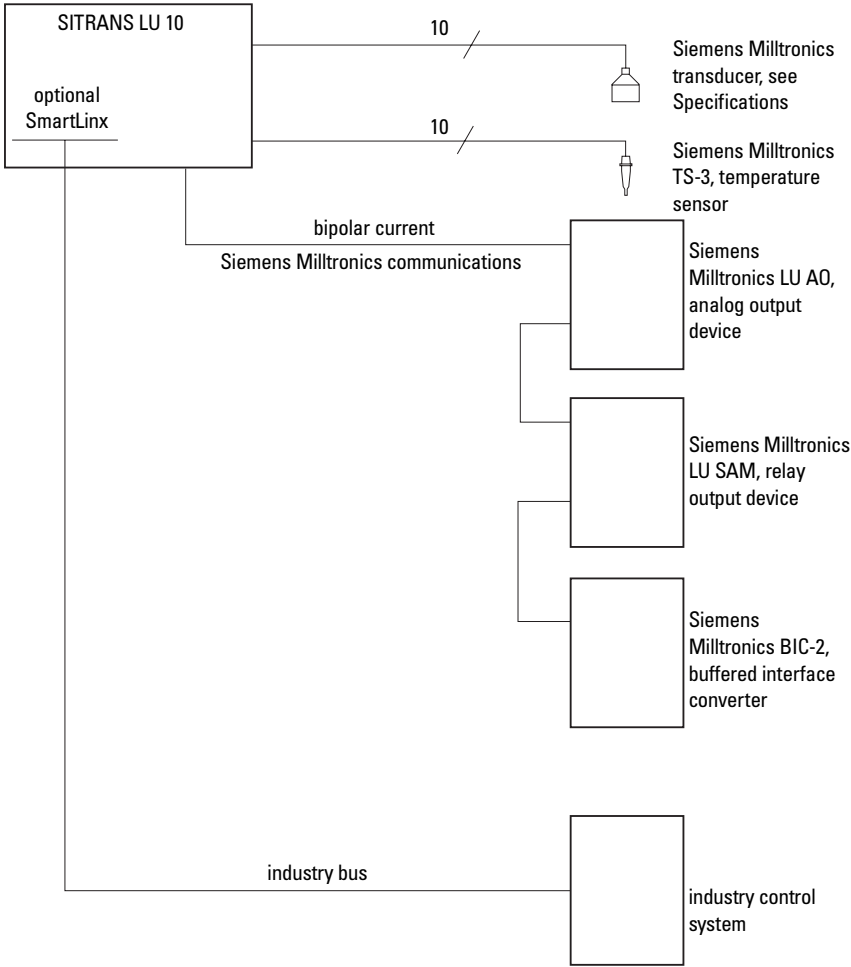 SITRANS LU 10
optional
SmartLinx
10
Siemens Milltronics
transducer, see
Specifications
10
Siemens Milltronics
TS-3, temperature
sensor
bipolar current
Siemens Milltronics communications
Siemens
Milltronics LU AO,
analog output
device
Siemens Milltronics
LU SAM, relay
output device
Siemens
Milltronics BIC-2,
buffered interface
converter
industry bus
industry control
system